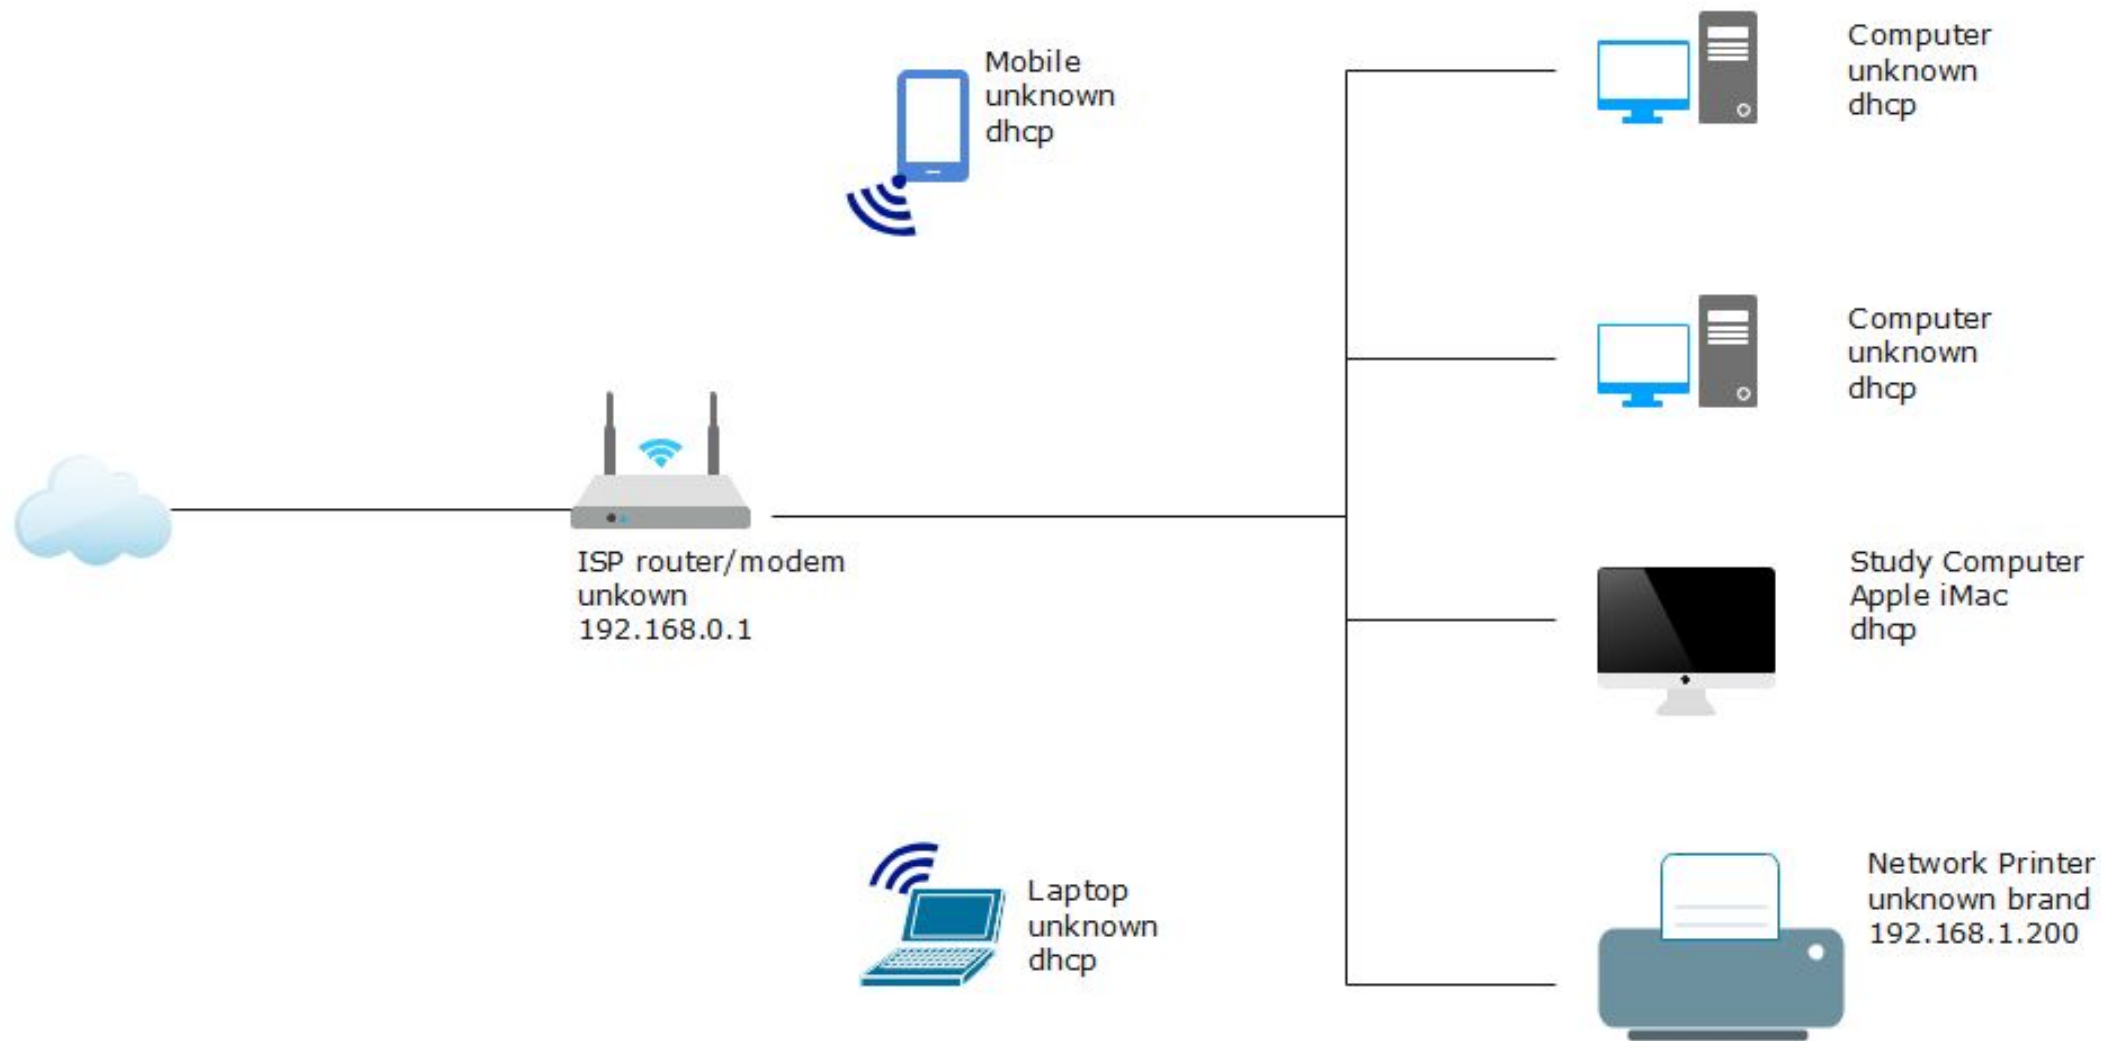 Mobile
unknown
dhcp
Computer
unknown
dhcp
Computer
unknown
dhcp
ISP router/modem
unkown
192.168.0.1
Study Computer
Apple iMac
dhcp
Laptop
unknown
dhcp
Network Printer
unknown brand
192.168.1.200